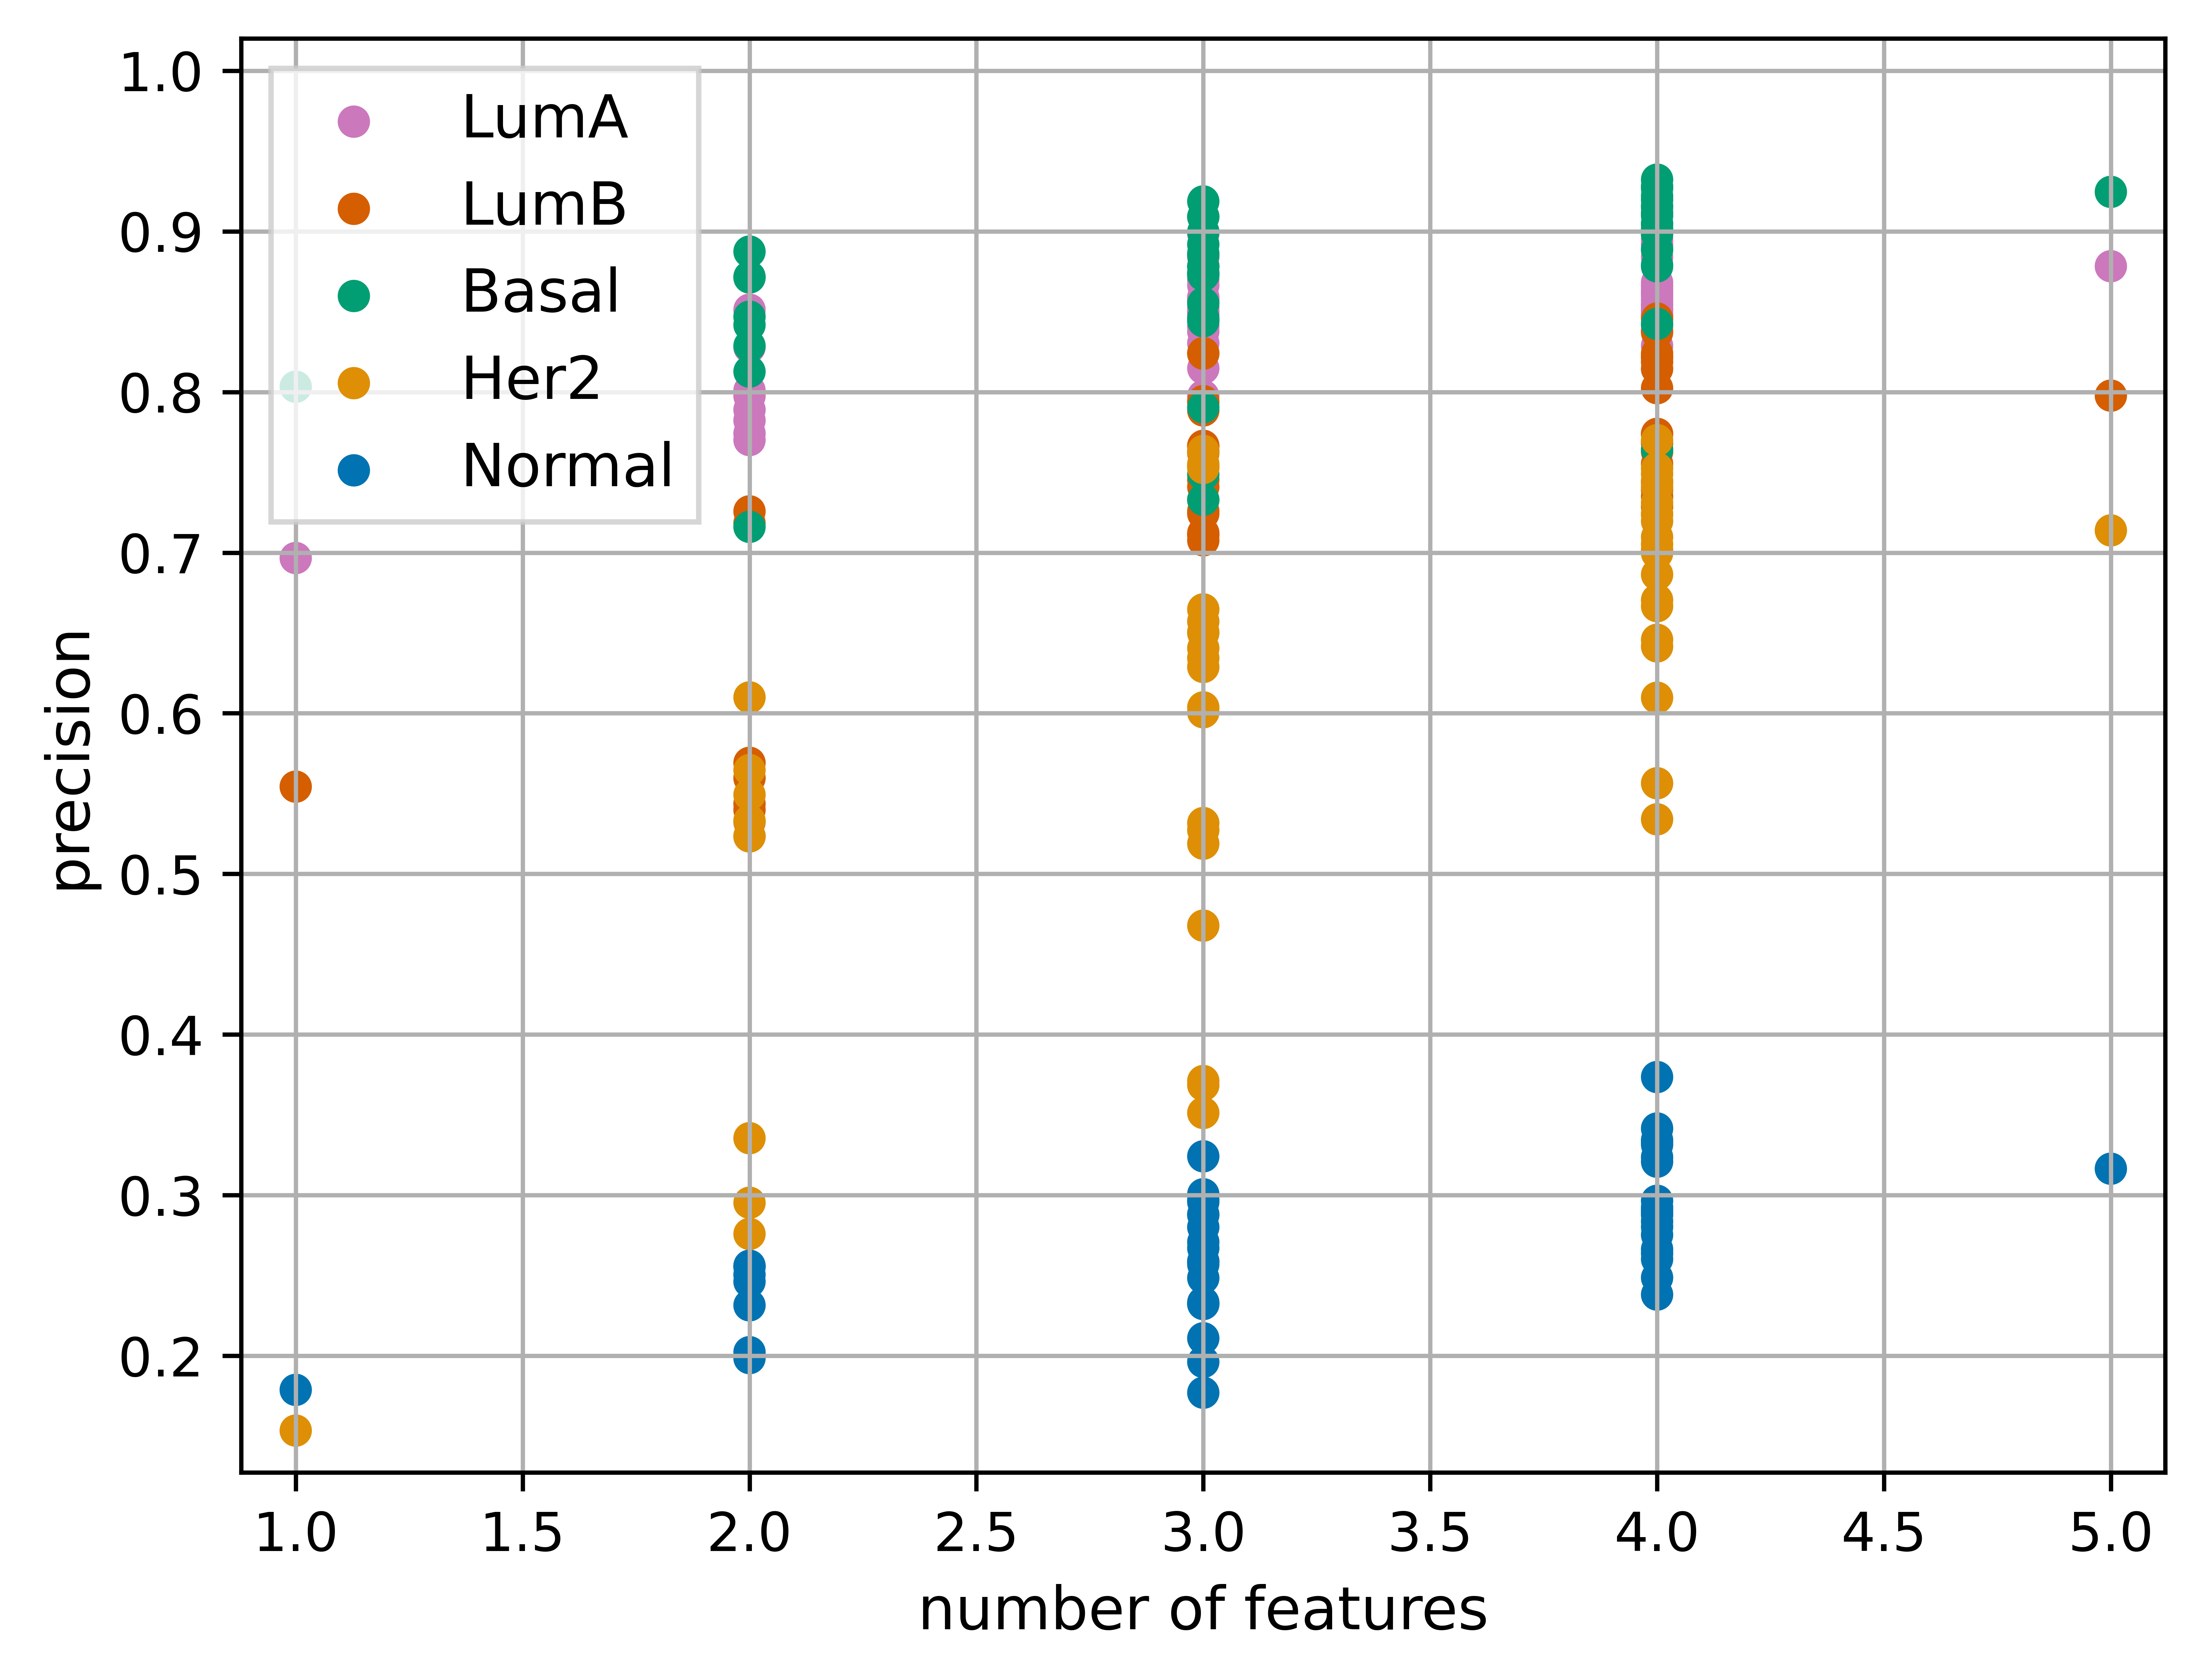 1.0
0.9
0.8
0.7
0.6
0.5
0.4
0.3
0.2
precision
LumA
LumB
Basal
Her2
Normal
1.0 1.5 2.0 2.5 3.0 3.5 4.0 4.5 5.0
number of features